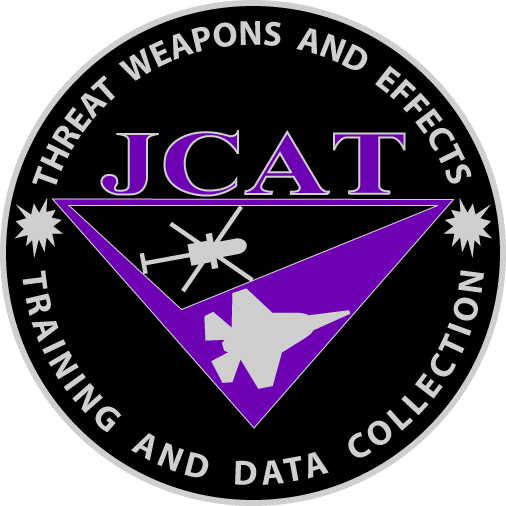 THREAT WEAPONS AND EFFECTS
JCAT
TRAINING AND DATA COLLECTION